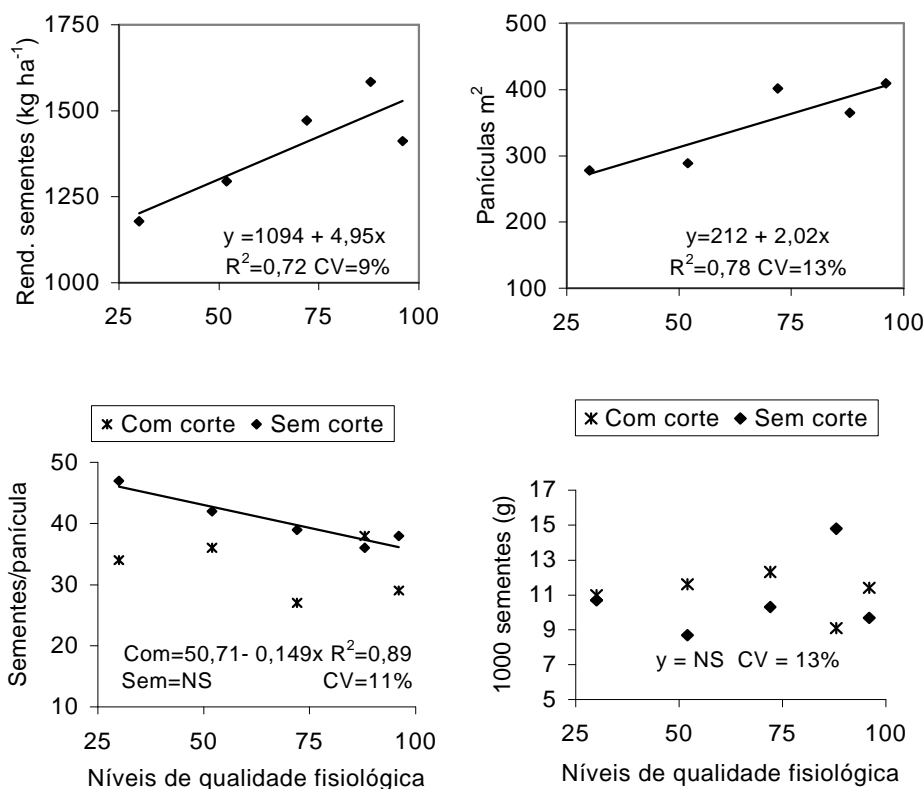 Rend. sementes (kg ha-1)
1750
1500
1250
1000
y =1094 + 4,95x
R2=0,72 CV=9%
25 50 75 100
Panículas m2
500
400
300
200
100
y=212 + 2,02x
R2=0,78 CV=13%
25 50 75 100
Com corte Sem corte
Sementes/panícula
50
40
30
20
10
Com=50,71- 0,149x R2=0,89
Sem=NS CV=11%
25 50 75 100
Níveis de qualidade fisiológica
Com corte Sem corte
1000 sementes (g)
17
15
13
11
9
7
5
y = NS CV = 13%
25 50 75 100
Níveis de qualidade fisiológica